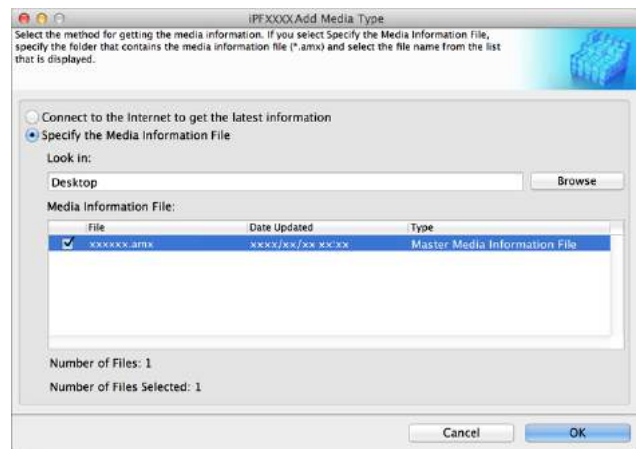 iPFXXXX Add Media Type
Select the method for getting the media information. If you select Specify the Media Information File,
specify the folder that contains the media information file (*.amx) and select the file name from the list
that is displayed.
Connect to the Internet to get the latest information
Specify the Media Information File
Look in:
Desktop
Browse
Media Information File:
File Date Updated Type
xxxxxx.amx xxxx/xx/xx xx:xx Master Media Information File
Number of Files: 1
Number of Files Selected: 1
Cancel OK